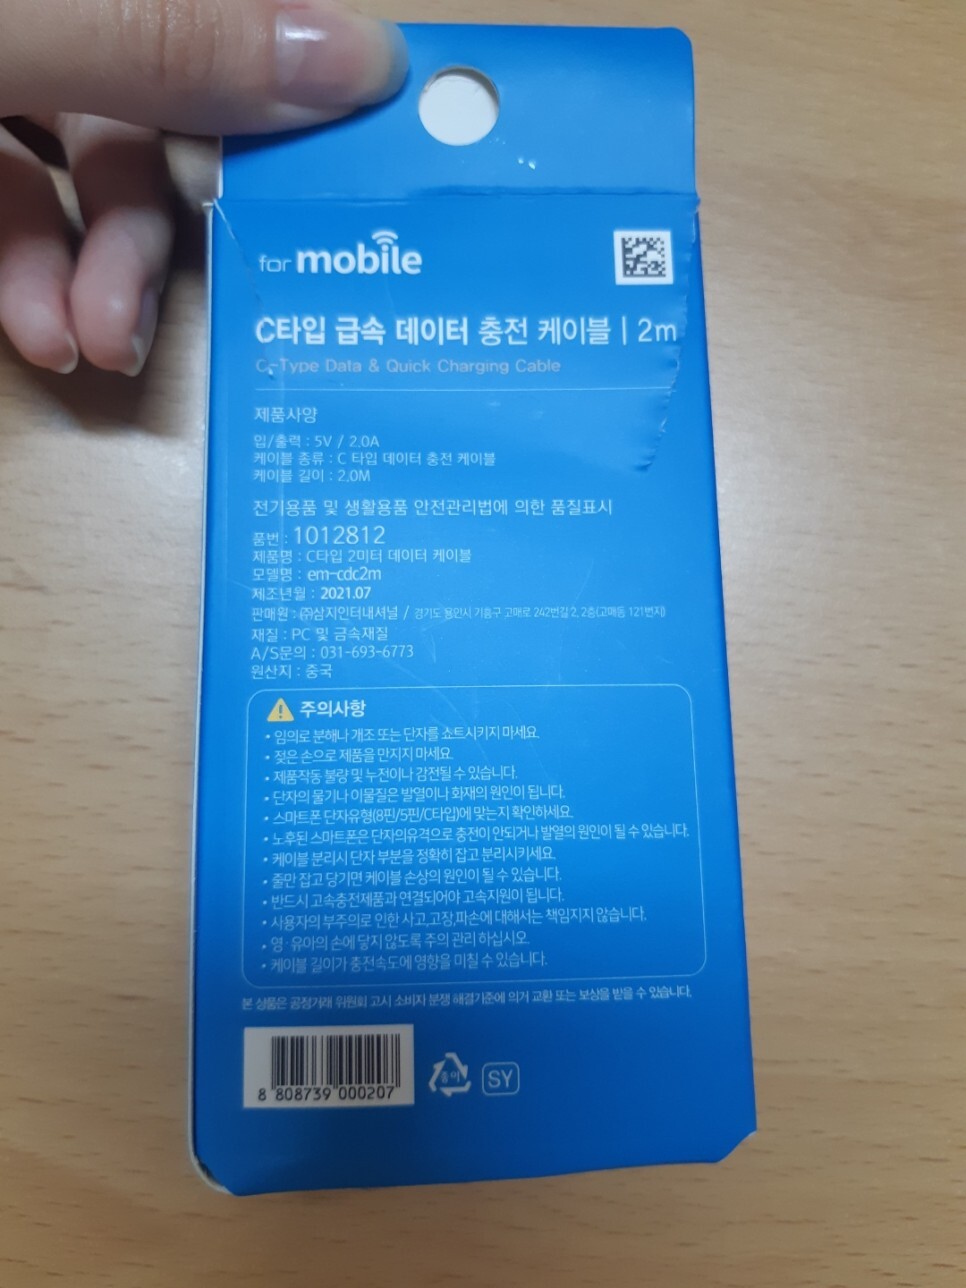 for mobile
C타입 급속 데이터 충전 케이블 | 2m
C-Type Data & Quick Charging Cable
제품사양
입/출력 : 5V / 2.0A
케이블 종류 : C 타입 데이터 충전 케이블
케이블 길이 : 2.0M
전기용품 및 생활용품 안전관리법에 의한 품질표시
품번 : 1012812
제품명 : C타입 2미터 데이터 케이블
모델명 : em-cdc2m
제조년월 : 2021.07
판매원 : ㈜삼지인터내셔널 / 경기도 용인시 기흥구 고매로 242번길 2, 2층(고매동 121번지)
재질 : PC 및 금속재질
A/S문의 : 031-693-6773
원산지 : 중국
주의사항
• 임의로 분해나 개조 또는 단자를 쇼트시키지 마세요.
• 젖은 손으로 제품을 만지지 마세요.
• 제품작동 불량 및 누전이나 감전될 수 있습니다.
• 단자의 물기나 이물질은 발열이나 화재의 원인이 됩니다.
• 스마트폰 단자유형(8핀/5핀/C타입)에 맞는지 확인하세요.
• 노후된 스마트폰은 단자의유격으로 충전이 안되거나 발열의 원인이 될 수 있습니다.
• 케이블 분리시 단자 부분을 정확히 잡고 분리시키세요.
• 줄만 잡고 당기면 케이블 손상의 원인이 될 수 있습니다.
• 반드시 고속충전제품과 연결되어야 고속지원이 됩니다.
• 사용자의 부주의로 인한 사고,고장,파손에 대해서는 책임지지 않습니다.
• 영·유아의 손에 닿지 않도록 주의 관리 하십시오.
• 케이블 길이가 충전속도에 영향을 미칠 수 있습니다.
본 상품은 공정거래 위원회 고시 소비자 분쟁 해결기준에 의거 교환 또는 보상을 받을 수 있습니다.
8 808739 000207
종이
SY